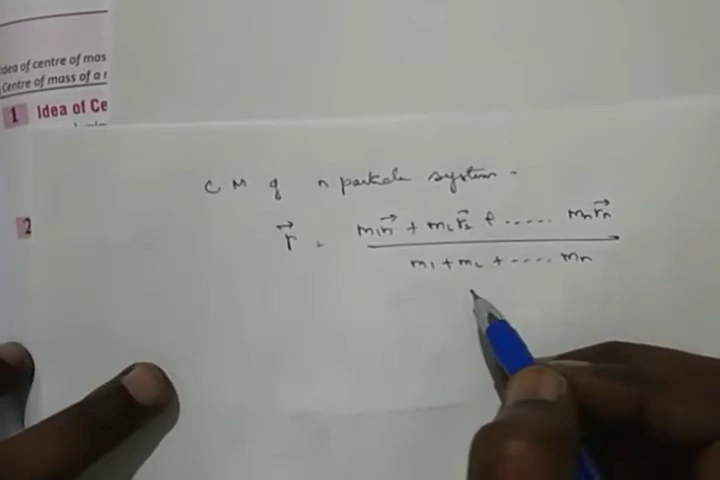 Idea of centre of mas
Centre of mass of a r
1 Idea of Ce
2
C M of n particle system.
r⃗ = m₁r₁⃗ + m₂r₂⃗ + ..... mₙrₙ⃗
m₁ + m₂ + ..... mₙ